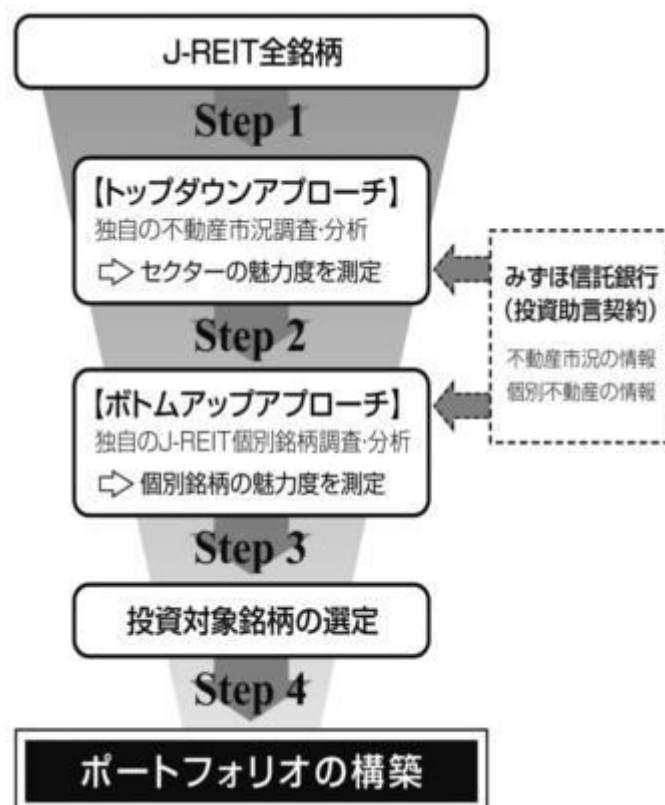 J-REIT全銘柄
Step 1
【トップダウンアプローチ】
独自の不動産市況調査・分析
⇨ セクターの魅力度を測定
みずほ信託銀行
(投資助言契約)
不動産市況の情報
個別不動産の情報
Step 2
【ボトムアップアプローチ】
独自のJ-REIT個別銘柄調査・分析
⇨ 個別銘柄の魅力度を測定
Step 3
投資対象銘柄の選定
Step 4
ポートフォリオの構築